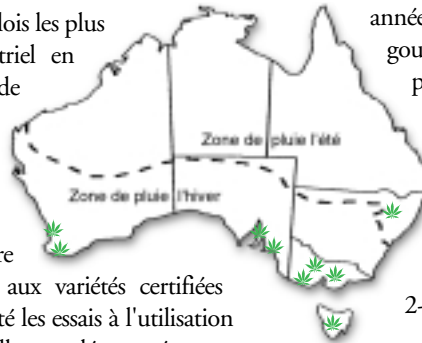 lois les plus
triel en
de
re
aux variétés certifiées
té les essais à l'utilisation
Zone de pluie l'été
Zone de pluie l'hiver
année
gou
p
2-